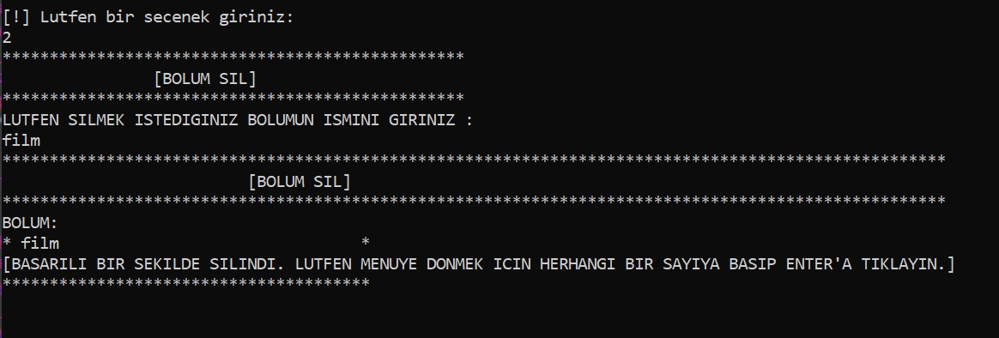 [!] Lutfen bir secenek giriniz:
2
*************************************************
[BOLUM SIL]
*************************************************
LUTFEN SILMEK ISTEDIGINIZ BOLUMUN ISMINI GIRINIZ :
film
****************************************************************************************************
[BOLUM SIL]
****************************************************************************************************
BOLUM:
* film                                *
[BASARILI BIR SEKILDE SILINDI. LUTFEN MENUYE DONMEK ICIN HERHANGI BIR SAYIYA BASIP ENTER'A TIKLAYIN.]
***************************************